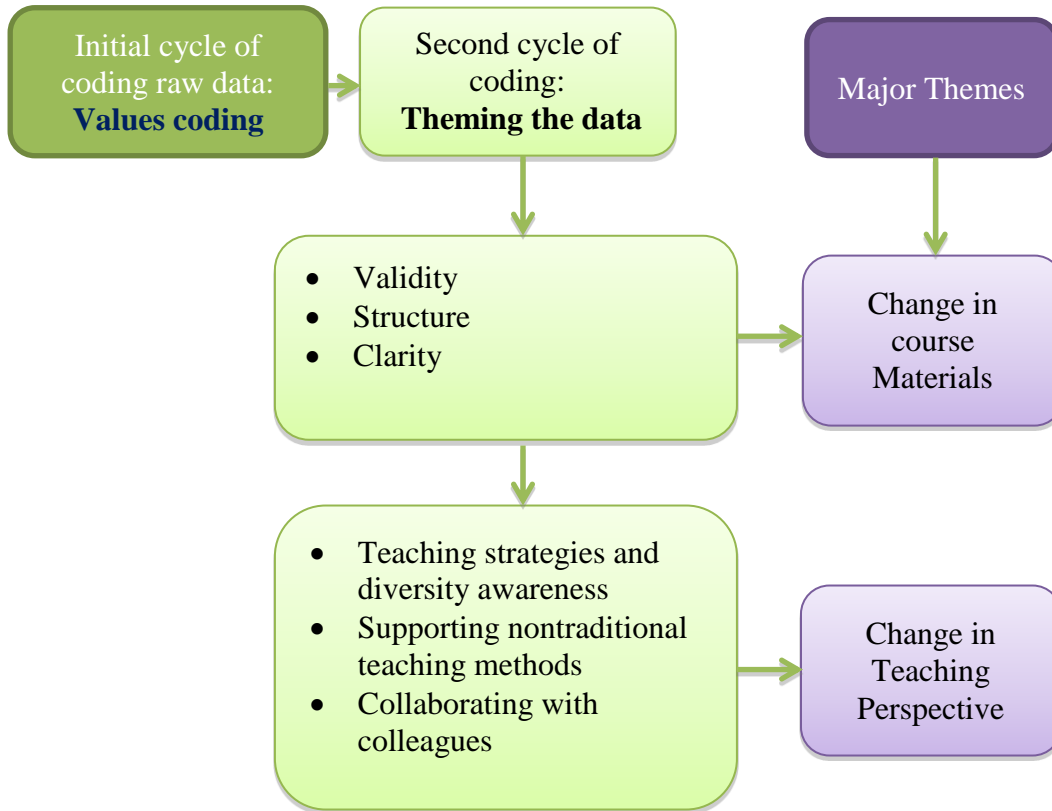 Initial cycle of
coding raw data:
Values coding
Second cycle of
coding:
Theming the data
Major Themes
• Validity
• Structure
• Clarity
Change in
course
Materials
• Teaching strategies and
diversity awareness
• Supporting nontraditional
teaching methods
• Collaborating with
colleagues
Change in
Teaching
Perspective